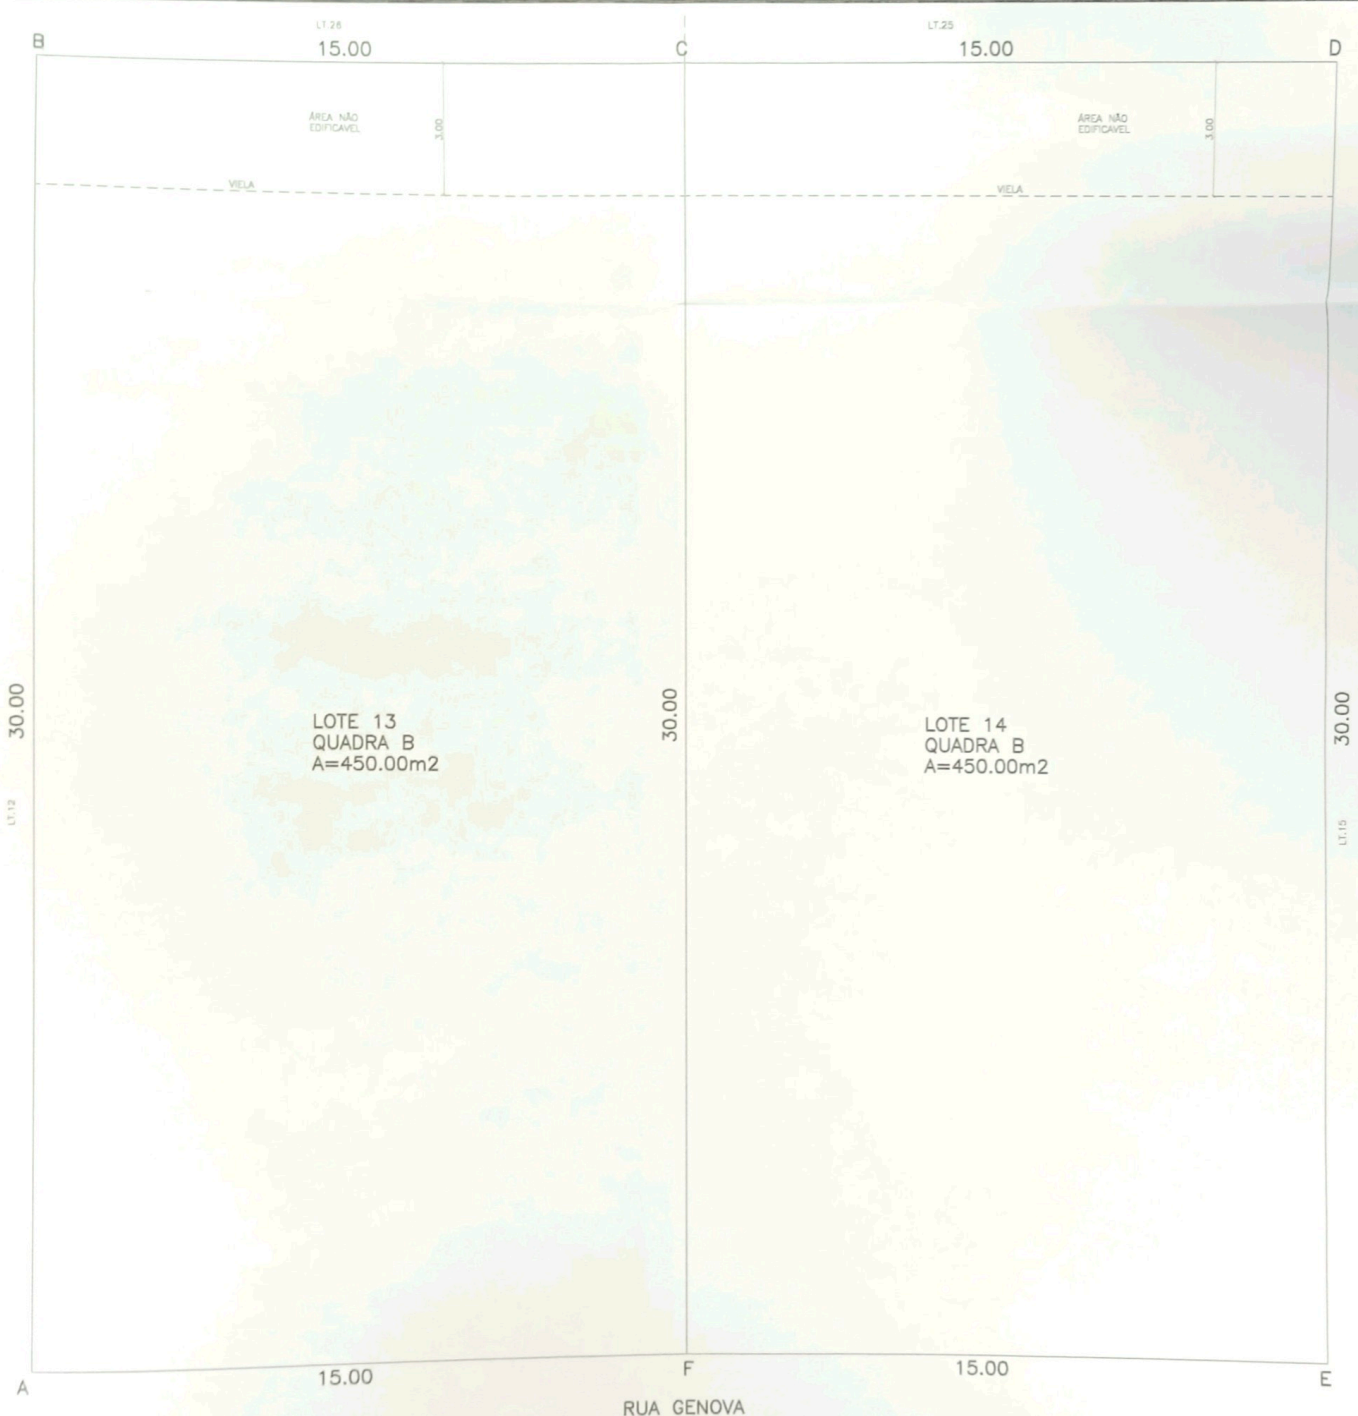 LT.26
LT.25
B
15.00
C
15.00
D
ÁREA NÃO
EDIFICAVEL
3.00
ÁREA NÃO
EDIFICAVEL
3.00
VIELA
VIELA
30.00
30.00
30.00
LOTE 13
QUADRA B
A=450.00m2
LOTE 14
QUADRA B
A=450.00m2
LT.12
LT.15
A
15.00
F
15.00
E
RUA GENOVA